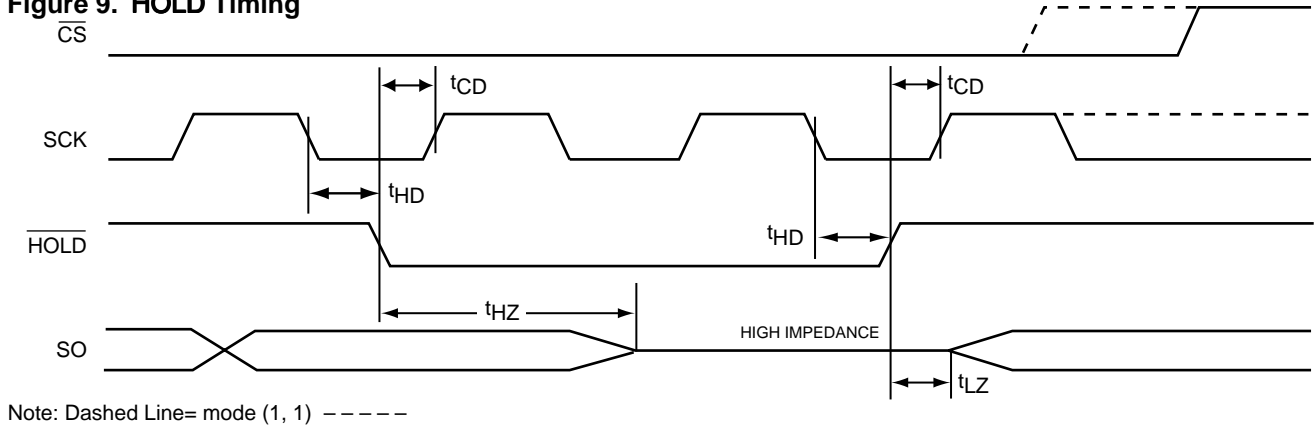 Figure 9. HOLD Timing
CS
tCD
tCD
SCK
tHD
HOLD
tHD
tHZ
HIGH IMPEDANCE
SO
tLZ
Note: Dashed Line= mode (1, 1) – – – – –